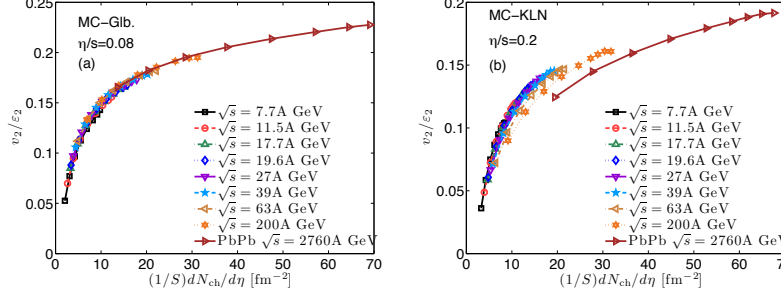 MC-Glb.
η/s=0.08
(a)
v₂/ε₂
0.25
0.2
0.15
0.1
0.05
0
√s = 7.7A GeV
√s = 11.5A GeV
√s = 17.7A GeV
√s = 19.6A GeV
√s = 27A GeV
√s = 39A GeV
√s = 63A GeV
√s = 200A GeV
PbPb √s = 2760A GeV
0 10 20 30 40 50 60 70
(1/S)dN_ch/dη [fm⁻²]
MC-KLN
η/s=0.2
(b)
v₂/ε₂
0.2
0.15
0.1
0.05
0
√s = 7.7A GeV
√s = 11.5A GeV
√s = 17.7A GeV
√s = 19.6A GeV
√s = 27A GeV
√s = 39A GeV
√s = 63A GeV
√s = 200A GeV
PbPb √s = 2760A GeV
0 10 20 30 40 50 60
(1/S)dN_ch/dη [fm⁻²]